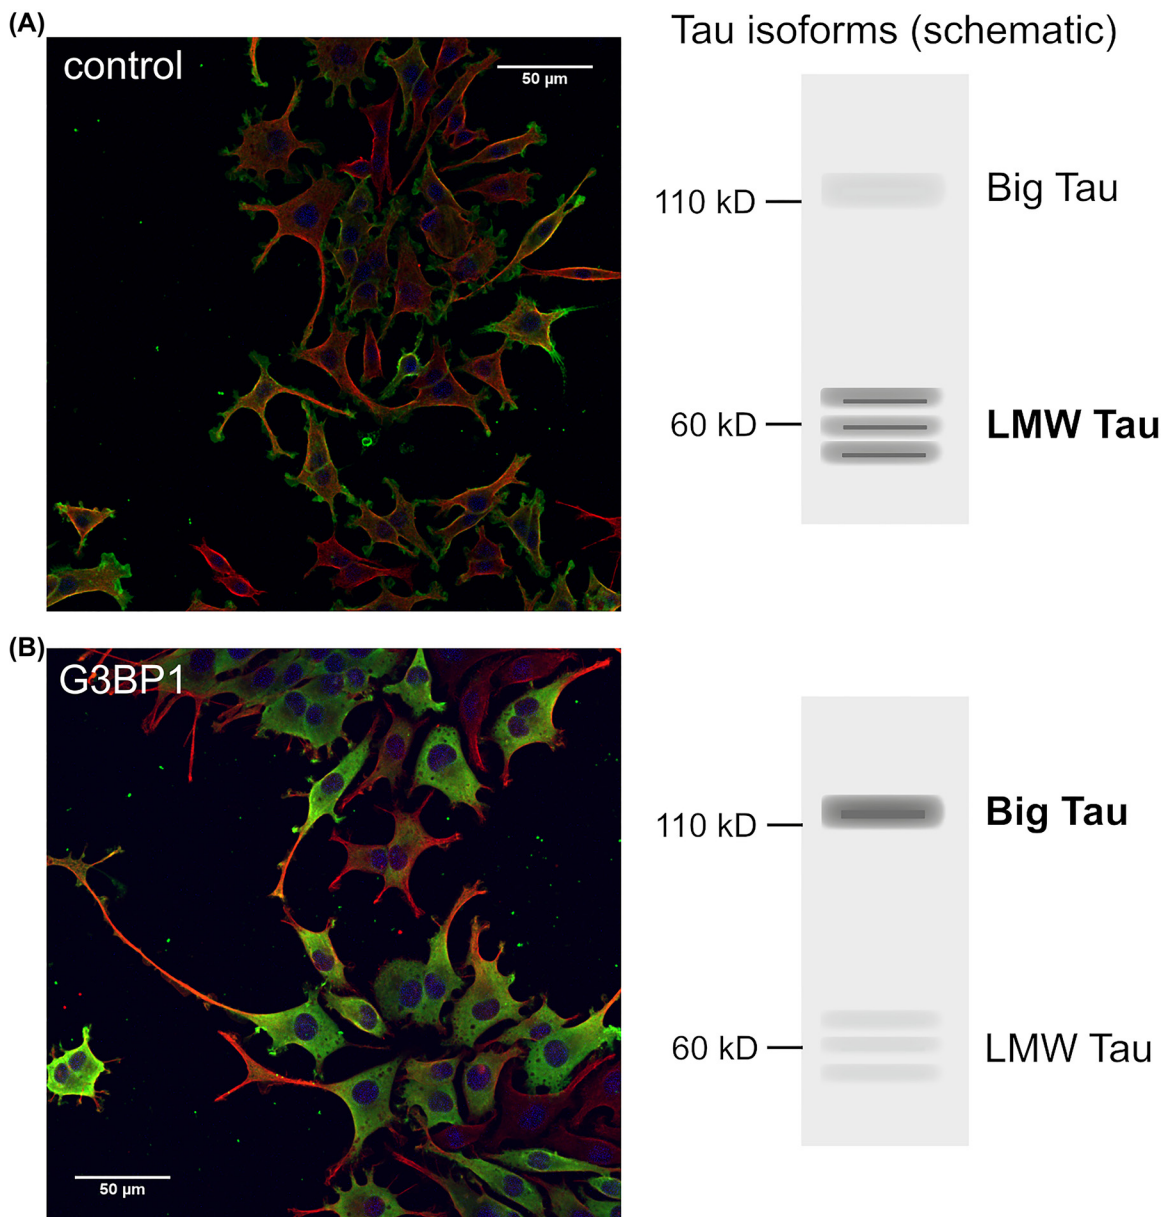 (A)
control
50 µm
Tau isoforms (schematic)
110 kD
Big Tau
60 kD
LMW Tau
(B)
G3BP1
50 µm
110 kD
Big Tau
60 kD
LMW Tau